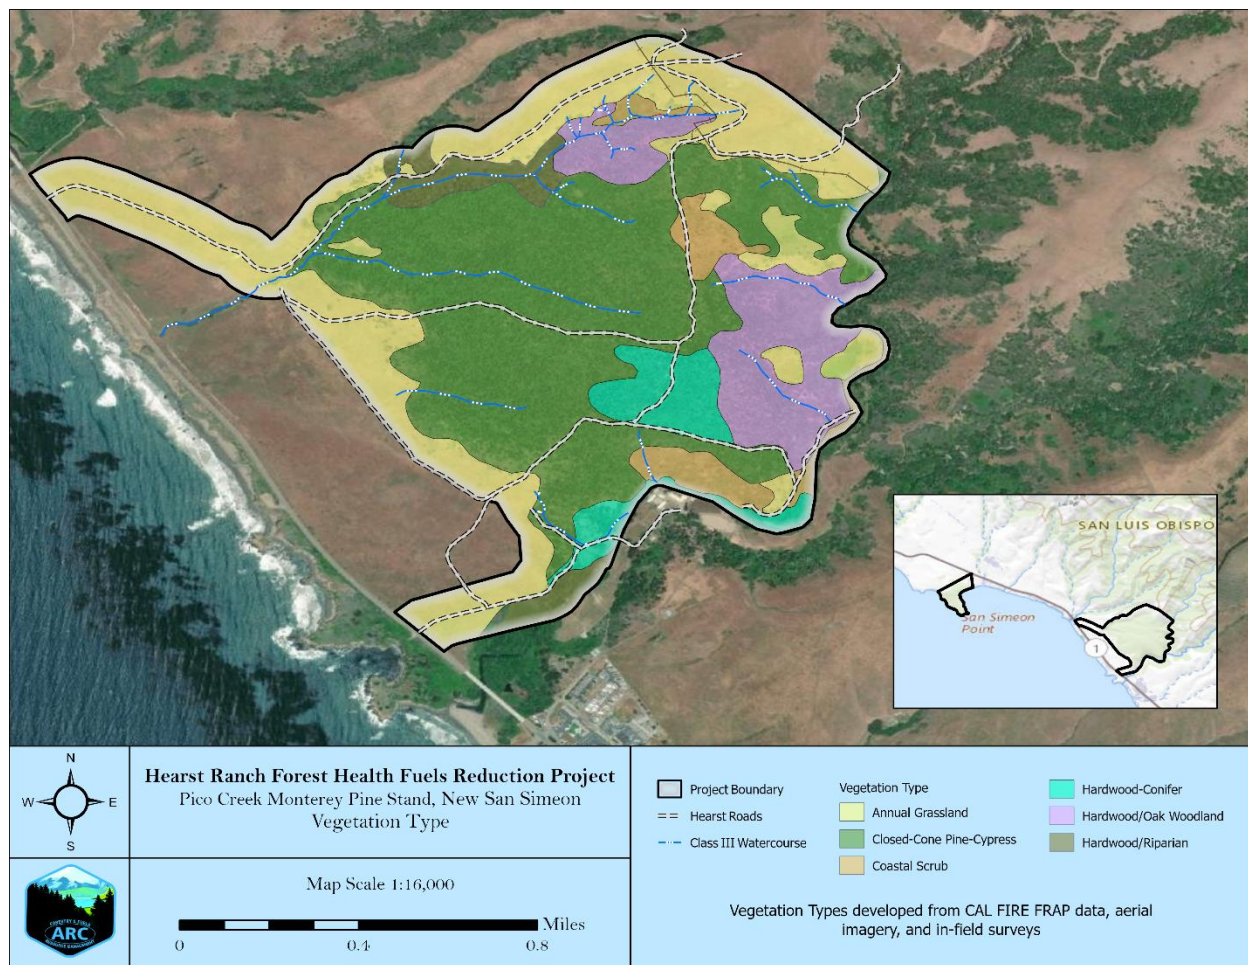 SAN LUIS OBISPO
San Simeon
Point
1
N
W
E
S
Hearst Ranch Forest Health Fuels Reduction Project
Pico Creek Monterey Pine Stand, New San Simeon
Vegetation Type
Map Scale 1:16,000
Miles
0
0.4
0.8
ARC
Project Boundary
Hearst Roads
Class III Watercourse
Vegetation Type
Annual Grassland
Closed-Cone Pine-Cypress
Coastal Scrub
Hardwood-Conifer
Hardwood/Oak Woodland
Hardwood/Riparian
Vegetation Types developed from CAL FIRE FRAP data, aerial
imagery, and in-field surveys